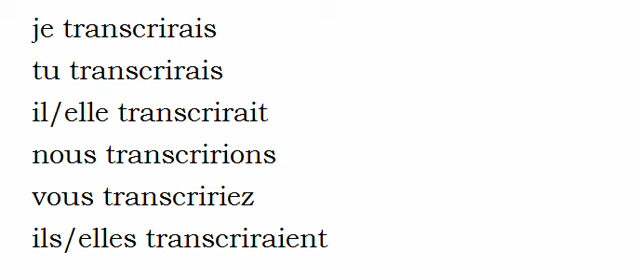 je transcrirais
tu transcrirais
il/elle transcrirait
nous transcririons
vous transcririez
ils/elles transcriraient